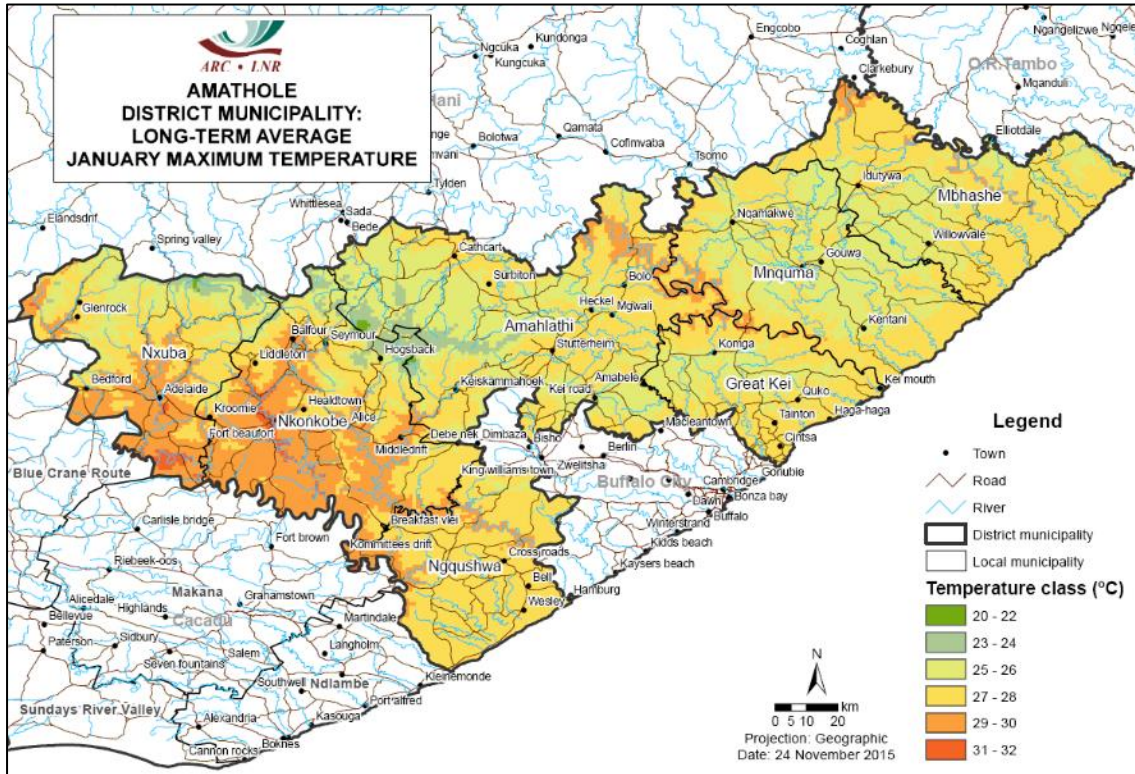 ARC • LNR
AMATHOLE
DISTRICT MUNICIPALITY:
LONG-TERM AVERAGE
JANUARY MAXIMUM TEMPERATURE
Ngcuka
Kundonga
Kungcuka
Engcobo
Coghlan
Ngangelizwe
Ngqele
Clarkebury
O.R.Tambo
Mqanduli
Bolotwa
Qamata
Cofimvaba
Tsomo
Elliotdale
Tylden
Idutywa
Mbhashe
Whittlesea
Sada
Bede
Elandsdrif
Spring valley
Nqamakwe
Willowvale
Cathcart
Surbiton
Mnquma
Gouwa
Bolo
Glenrock
Heckel
Mgwali
Kentani
Amahlathi
Balfour
Seymour
Nxuba
Liddleton
Hogsback
Stutterheim
Komga
Bedford
Adelaide
Keiskammahoek
Kei road
Amabele
Great Kei
Quko
Kei mouth
Kroomie
Healdtown
Nkonkobe
Alice
Fort beaufort
Tainton
Haga-haga
Middledrift
Debe nek
Dimbaza
Bisho
Macleantown
Cintsa
Berlin
Zwelitsha
King williams town
Gonubie
Blue Crane Route
Buffalo City
Cambridge
Dawn
Bonza bay
Buffalo
Carlisle bridge
Breakfast vlei
Winterstrand
Fort brown
Kommittees drift
Kidds beach
Crossroads
Kaysers beach
Riebeek-oos
Ngqushwa
Bell
Hamburg
Makana
Alicedale
Highlands
Grahamstown
Wesley
Bellevue
Cacadu
Martindale
Paterson
Sidbury
Salem
Seven fountains
Langholm
Southwell
Ndlambe
Kleinemonde
Sundays River Valley
Port alfred
Alexandria
Kasouga
Boknes
Cannon rocks
Legend
Town
Road
River
District municipality
Local municipality
Temperature class (°C)
20 - 22
23 - 24
25 - 26
27 - 28
29 - 30
31 - 32
N
0 5 10 20
km
Projection: Geographic
Date: 24 November 2015